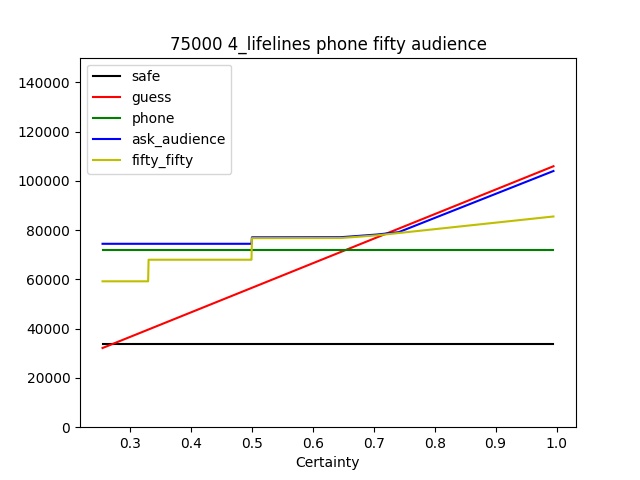 75000 4_lifelines phone fifty audience
safe
guess
phone
ask_audience
fifty_fifty
140000
120000
100000
80000
60000
40000
20000
0
0.3 0.4 0.5 0.6 0.7 0.8 0.9 1.0
Certainty